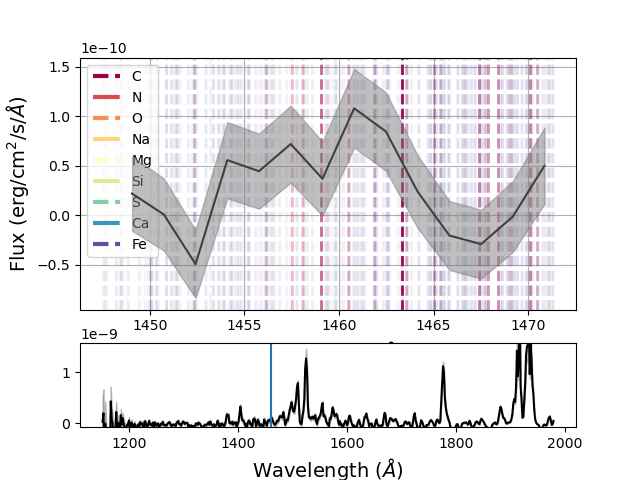 1e−10
Flux (erg/cm²/s/Å)
1.5
1.0
0.5
0.0
−0.5
C
N
O
Na
Mg
Si
S
Ca
Fe
1450 1455 1460 1465 1470
1e−9
1
0
1200 1400 1600 1800 2000
Wavelength (Å)